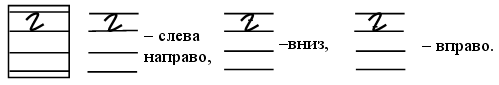 – слева
направо,
–вниз,
– вправо.